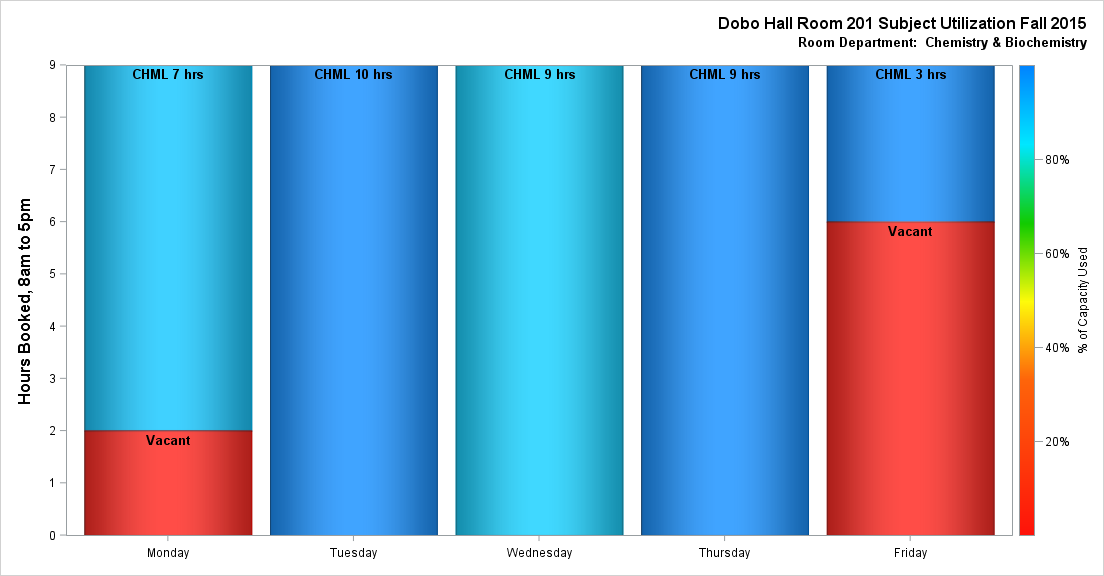 Dobo Hall Room 201 Subject Utilization Fall 2015
Room Department:  Chemistry & Biochemistry
Hours Booked, 8am to 5pm
9
8
7
6
5
4
3
2
1
0
CHML 7 hrs
CHML 10 hrs
CHML 9 hrs
CHML 9 hrs
CHML 3 hrs
Vacant
Vacant
Monday
Tuesday
Wednesday
Thursday
Friday
80%
60%
40%
20%
% of Capacity Used